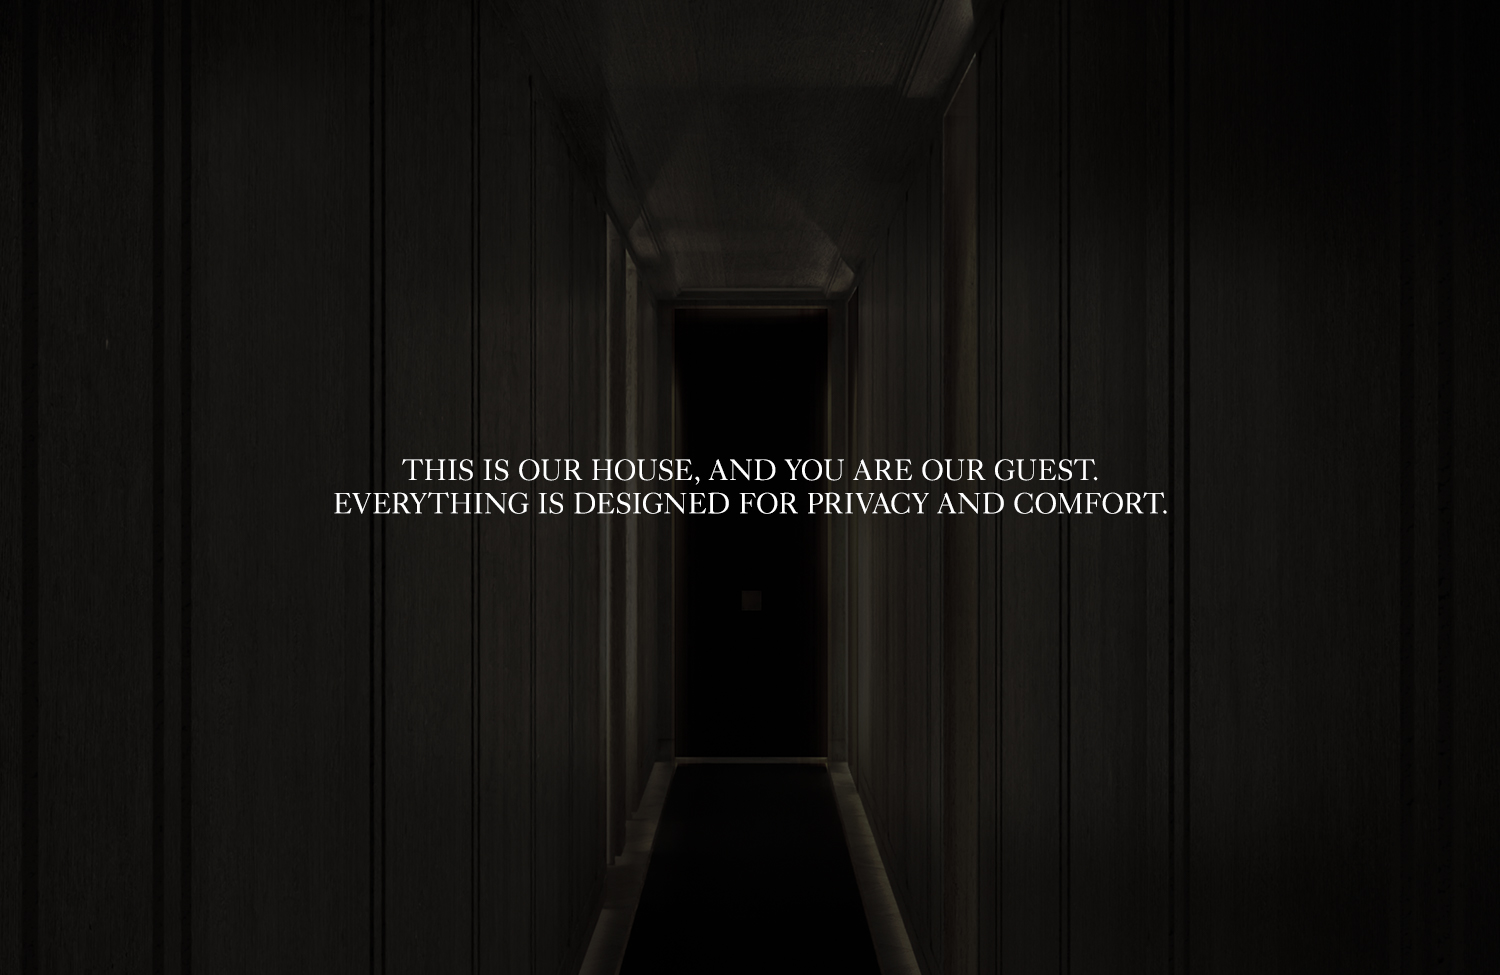 THIS IS OUR HOUSE, AND YOU ARE OUR GUEST.
EVERYTHING IS DESIGNED FOR PRIVACY AND COMFORT.